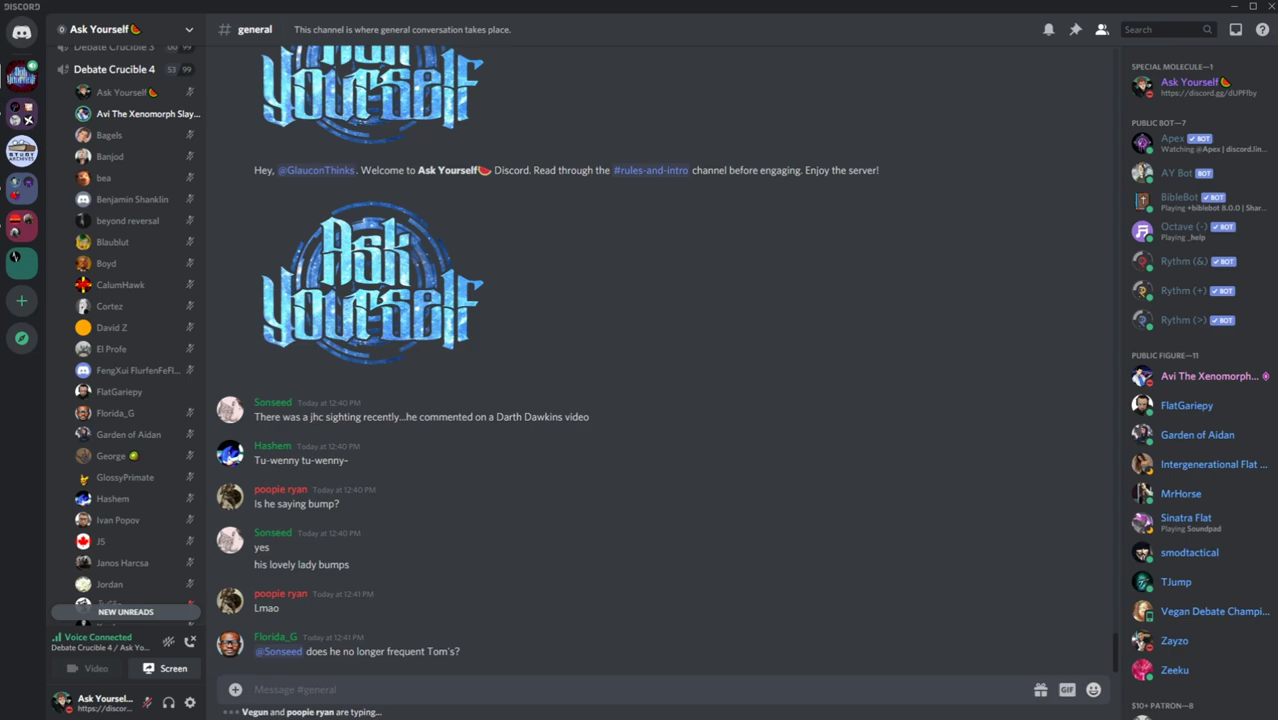 DISCORD
Ask Yourself🍉
Debate Crucible 3 00 99
Debate Crucible 4 53 99
Ask Yourself🍉
Avi The Xenomorph Slay...
Bagels
Banjod
bea
Benjamin Shanklin
beyond reversal
Blaublut
Boyd
CalumHawk
Cortez
David Z
El Profe
FengXui FlurfenFeFl...
FlatGariepy
Florida_G
Garden of Aidan
George
GlossyPrimate
Hashem
Ivan Popov
J5
Janos Harcsa
Jordan
NEW UNREADS
Voice Connected
Debate Crucible 4 / Ask Yo...
Video Screen
Ask Yoursel...
https://discor...
# general This channel is where general conversation takes place.
Search
Yourself
Hey, @GlauconThinks. Welcome to Ask Yourself🍉 Discord. Read through the #rules-and-intro channel before engaging. Enjoy the server!
Ask
Yourself
Sonseed Today at 12:40 PM
There was a jhc sighting recently...he commented on a Darth Dawkins video
Hashem Today at 12:40 PM
Tu-wenny tu-wenny-
poopie ryan Today at 12:40 PM
Is he saying bump?
Sonseed Today at 12:40 PM
yes
his lovely lady bumps
poopie ryan Today at 12:41 PM
Lmao
Florida_G Today at 12:41 PM
@Sonseed does he no longer frequent Tom's?
Message #general
GIF
Vegun and poopie ryan are typing...
SPECIAL MOLECULE—1
Ask Yourself🍉
https://discord.gg/dUPFfby
PUBLIC BOT—7
Apex BOT
Watching @Apex | discord.lin...
AY Bot BOT
BibleBot BOT
Playing +biblebot 8.0.0 | Shar...
Octave (-) BOT
Playing _help
Rythm (&) BOT
Rythm (+) BOT
Rythm (>) BOT
PUBLIC FIGURE—11
Avi The Xenomorph...
FlatGariepy
Garden of Aidan
Intergenerational Flat ...
MrHorse
Sinatra Flat
Playing Soundpad
smodtactical
TJump
Vegan Debate Champi...
Zayzo
Zeeku
$10+ PATRON—8